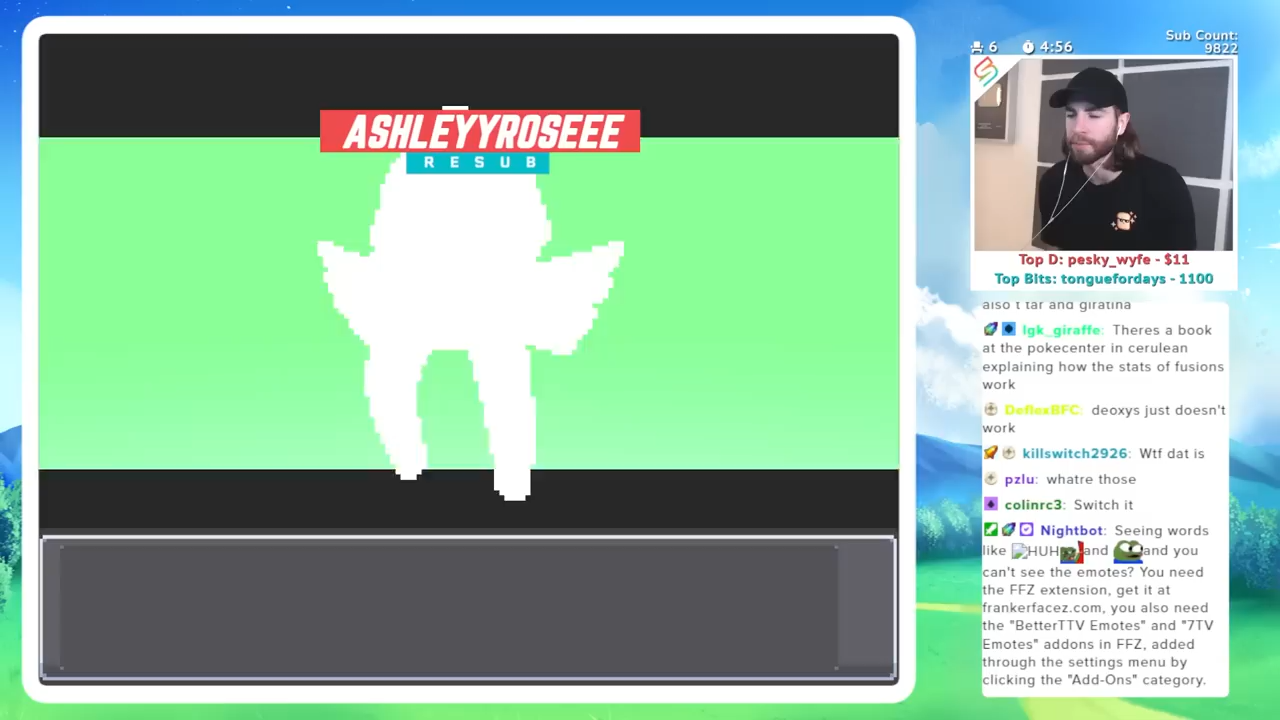 ASHLEYYROSEEE
RESUB
6
4:56
Sub Count:
9822
Top D: pesky_wyfe - $11
Top Bits: tonguefordays - 1100
also t tar and giratina
lgk_giraffe: Theres a book
at the pokecenter in cerulean
explaining how the stats of fusions
work
DeflexBFC: deoxys just doesn't
work
killswitch2926: Wtf dat is
pzlu: whatre those
colinrc3: Switch it
Nightbot: Seeing words
like HUH and and you
can't see the emotes? You need
the FFZ extension, get it at
frankerfacez.com, you also need
the "BetterTTV Emotes" and "7TV
Emotes" addons in FFZ, added
through the settings menu by
clicking the "Add-Ons" category.